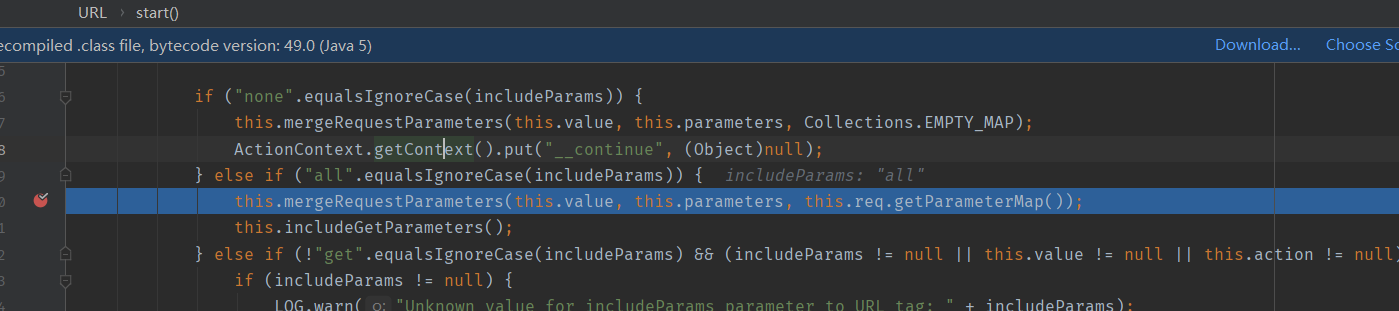 URL › start()
ecompiled .class file, bytecode version: 49.0 (Java 5) Download... Choose So
5
6 if ("none".equalsIgnoreCase(includeParams)) {
7 this.mergeRequestParameters(this.value, this.parameters, Collections.EMPTY_MAP);
8 ActionContext.getContext().put("__continue", (Object)null);
9 } else if ("all".equalsIgnoreCase(includeParams)) { includeParams: "all"
0 this.mergeRequestParameters(this.value, this.parameters, this.req.getParameterMap());
1 this.includeGetParameters();
2 } else if (!"get".equalsIgnoreCase(includeParams) && (includeParams != null || this.value != null || this.action != null)
3 if (includeParams != null) {
4 LOG.warn( o: "Unknown value for includeParams parameter to URL tag: " + includeParams);